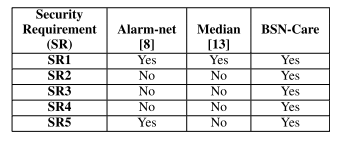 Security
Requirement Alarm-net Median BSN-Care
(SR) [8] [13]
SR1 Yes Yes Yes
SR2 No No Yes
SR3 No No Yes
SR4 No No Yes
SR5 Yes No Yes